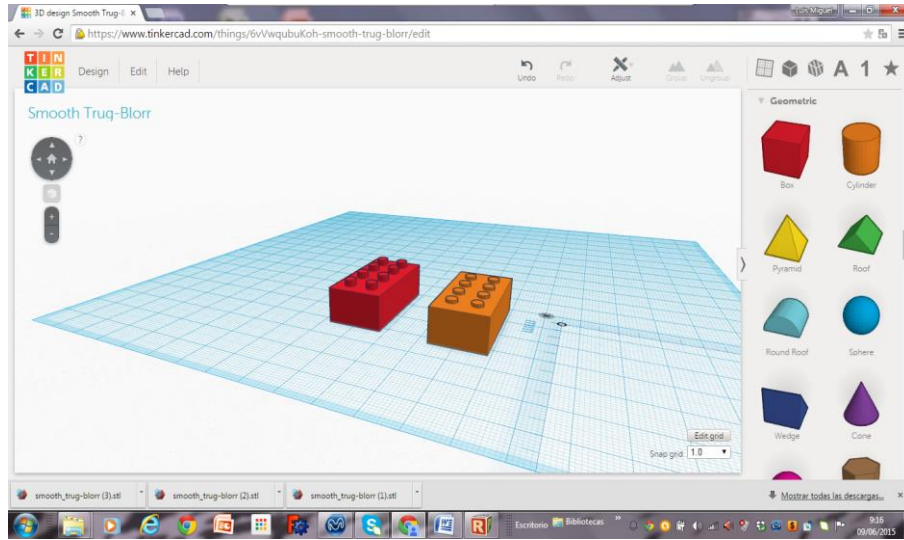 3D design Smooth Trug-B
Luis Miguel
https://www.tinkercad.com/things/6vVwqubuKoh-smooth-trug-blorr/edit
TIN
KER
CAD
Design Edit Help
Undo Redo Adjust Group Ungroup
A 1
Smooth Trug-Blorr
?
+
-
Geometric
Box Cylinder
Pyramid Roof
Round Roof Sphere
Wedge Cone
Edit grid
Snap grid 1.0
smooth_trug-blorr (3).stl smooth_trug-blorr (2).stl smooth_trug-blorr (1).stl
Mostrar todas las descargas...
Escritorio Bibliotecas
9:16
09/06/2015